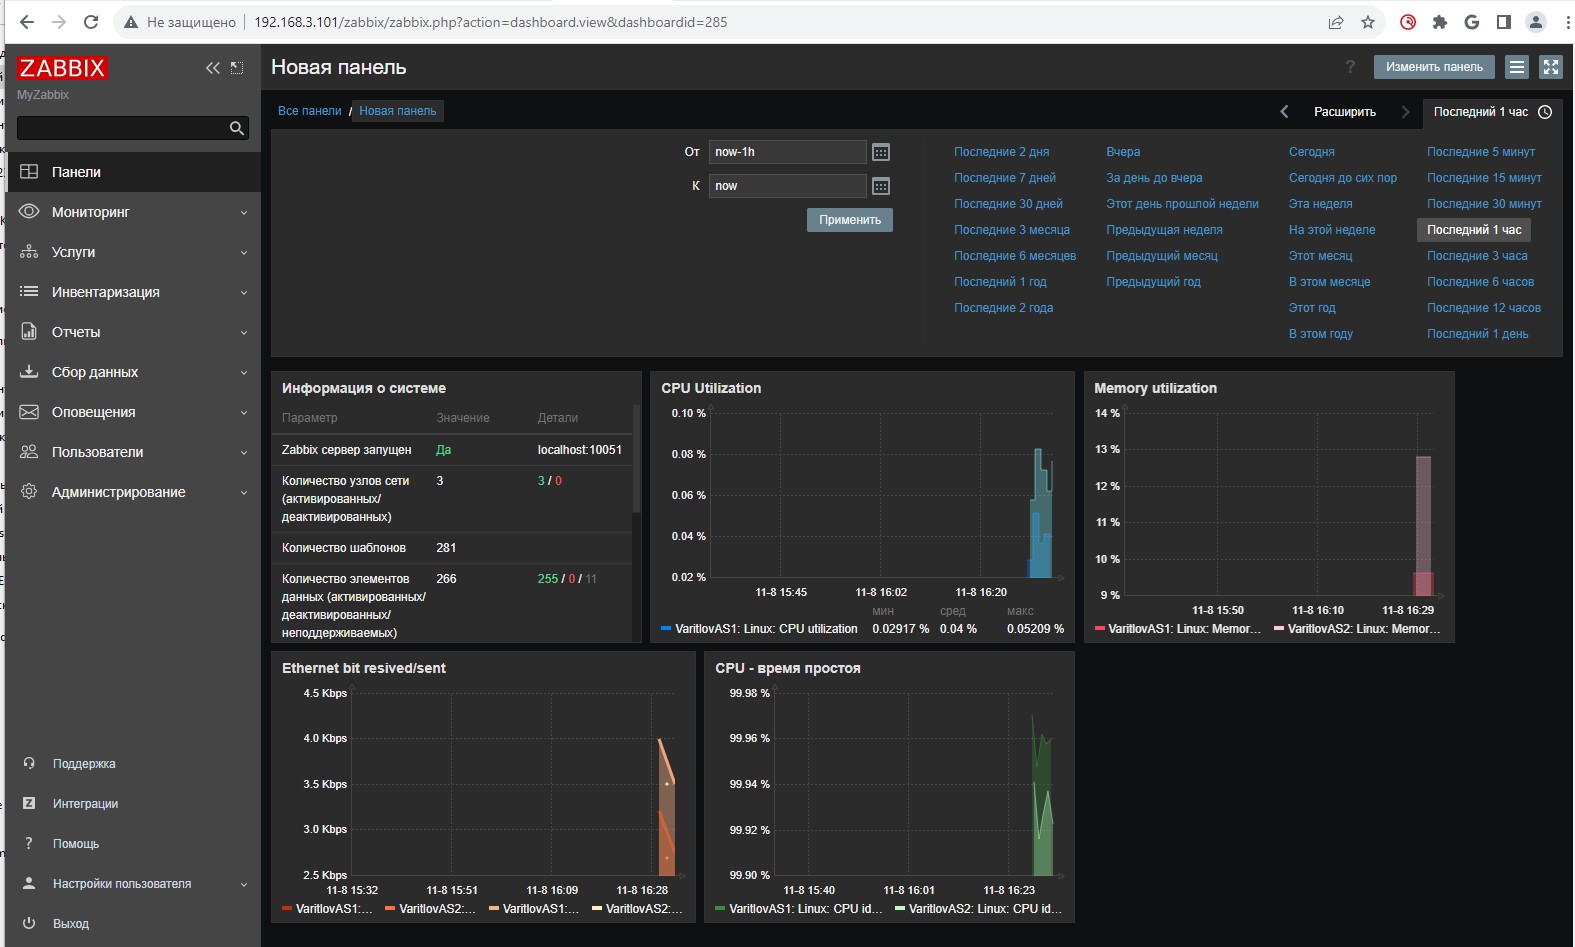 Не защищено
192.168.3.101/zabbix/zabbix.php?action=dashboard.view&dashboardid=285
ZABBIX
MyZabbix
Панели
Мониторинг
Услуги
Инвентаризация
Отчеты
Сбор данных
Оповещения
Пользователи
Администрирование
Поддержка
Z Интеграции
? Помощь
Настройки пользователя
Выход
Новая панель
? Изменить панель
Все панели / Новая панель
Расширить
Последний 1 час
От now-1h
К now
Применить
Последние 2 дня
Последние 7 дней
Последние 30 дней
Последние 3 месяца
Последние 6 месяцев
Последний 1 год
Последние 2 года
Вчера
За день до вчера
Этот день прошлой недели
Предыдущая неделя
Предыдущий месяц
Предыдущий год
Сегодня
Сегодня до сих пор
Эта неделя
На этой неделе
Этот месяц
В этом месяце
Этот год
В этом году
Последние 5 минут
Последние 15 минут
Последние 30 минут
Последний 1 час
Последние 3 часа
Последние 6 часов
Последние 12 часов
Последний 1 день
Информация о системе
Параметр Значение Детали
Zabbix сервер запущен Да localhost:10051
Количество узлов сети 3 3 / 0
(активированных/
деактивированных)
Количество шаблонов 281
Количество элементов 266 255 / 0 / 11
данных (активированных/
деактивированных/
неподдерживаемых)
CPU Utilization
0.10 %
0.08 %
0.06 %
0.04 %
0.02 %
11-8 15:45 11-8 16:02 11-8 16:20
мин сред макс
VaritlovAS1: Linux: CPU utilization 0.02917 % 0.04 % 0.05209 %
Memory utilization
14 %
13 %
12 %
11 %
10 %
9 %
11-8 15:50 11-8 16:10 11-8 16:29
VaritlovAS1: Linux: Memor... VaritlovAS2: Linux: Memor...
Ethernet bit resived/sent
4.5 Kbps
4.0 Kbps
3.5 Kbps
3.0 Kbps
2.5 Kbps
11-8 15:32 11-8 15:51 11-8 16:09 11-8 16:28
VaritlovAS1:... VaritlovAS2:... VaritlovAS1:... VaritlovAS2:...
CPU - время простоя
99.98 %
99.96 %
99.94 %
99.92 %
99.90 %
11-8 15:40 11-8 16:01 11-8 16:23
VaritlovAS1: Linux: CPU id... VaritlovAS2: Linux: CPU id...